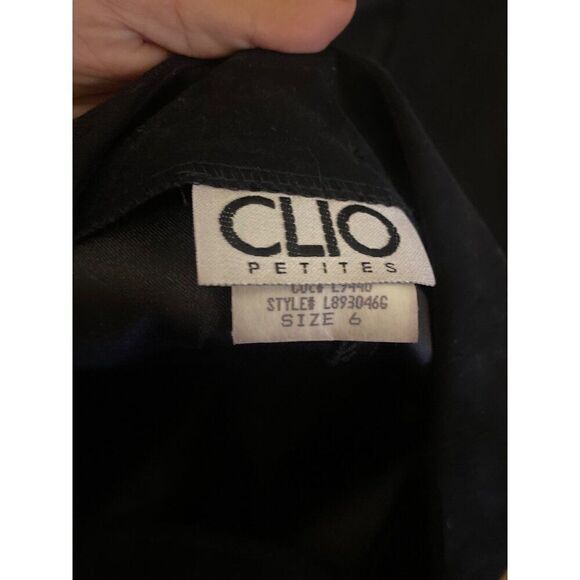 CLIO
PETITES
STYLE# L893046G
SIZE 6